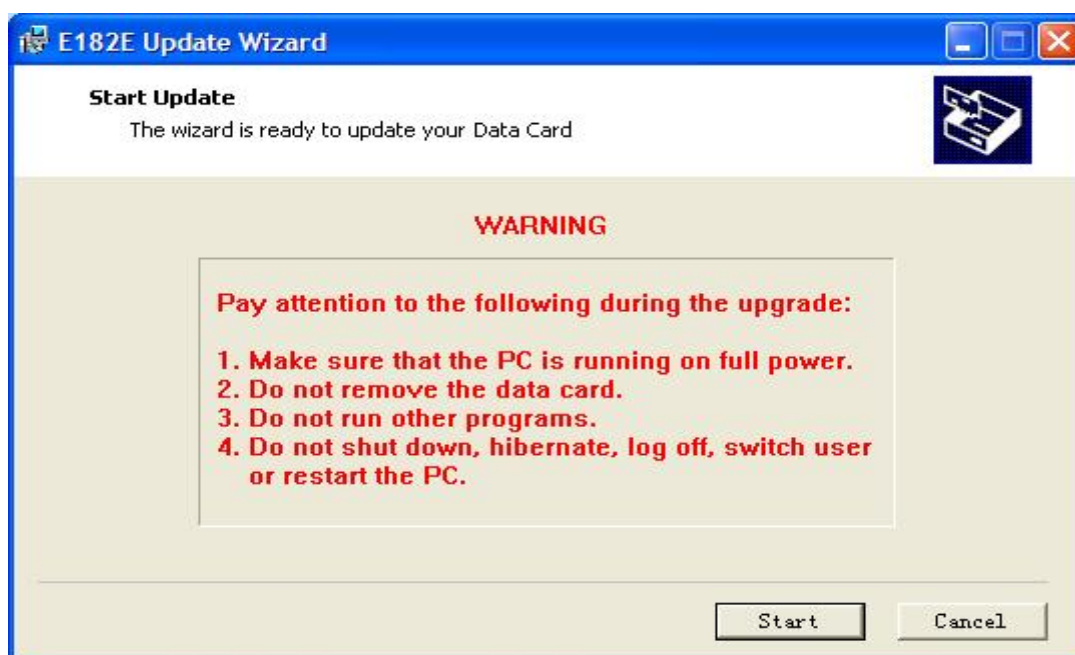 E182E Update Wizard
Start Update
The wizard is ready to update your Data Card
WARNING
Pay attention to the following during the upgrade:
1. Make sure that the PC is running on full power.
2. Do not remove the data card.
3. Do not run other programs.
4. Do not shut down, hibernate, log off, switch user
or restart the PC.
Start
Cancel